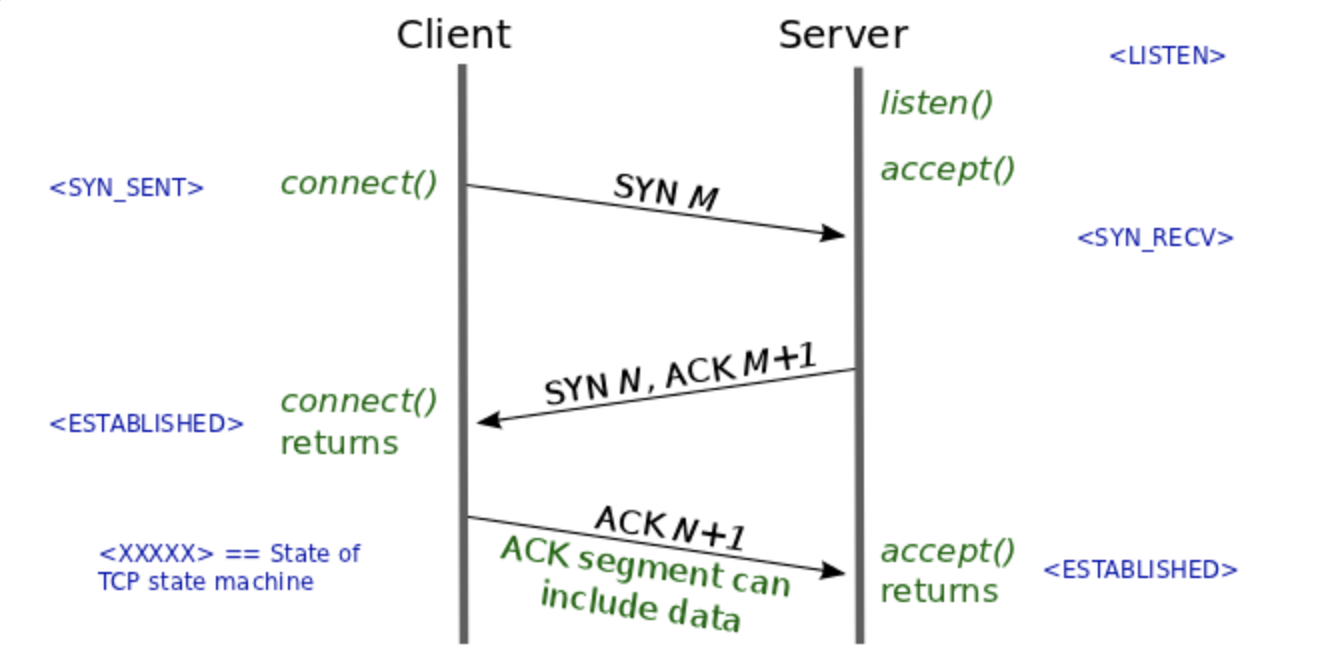 Client
Server
<LISTEN>
listen()
accept()
<SYN_SENT>
connect()
SYN M
<SYN_RECV>
SYN N, ACK M+1
connect()
returns
<ESTABLISHED>
ACK N+1
ACK segment can
include data
accept()
returns
<ESTABLISHED>
<XXXXX> == State of
TCP state machine